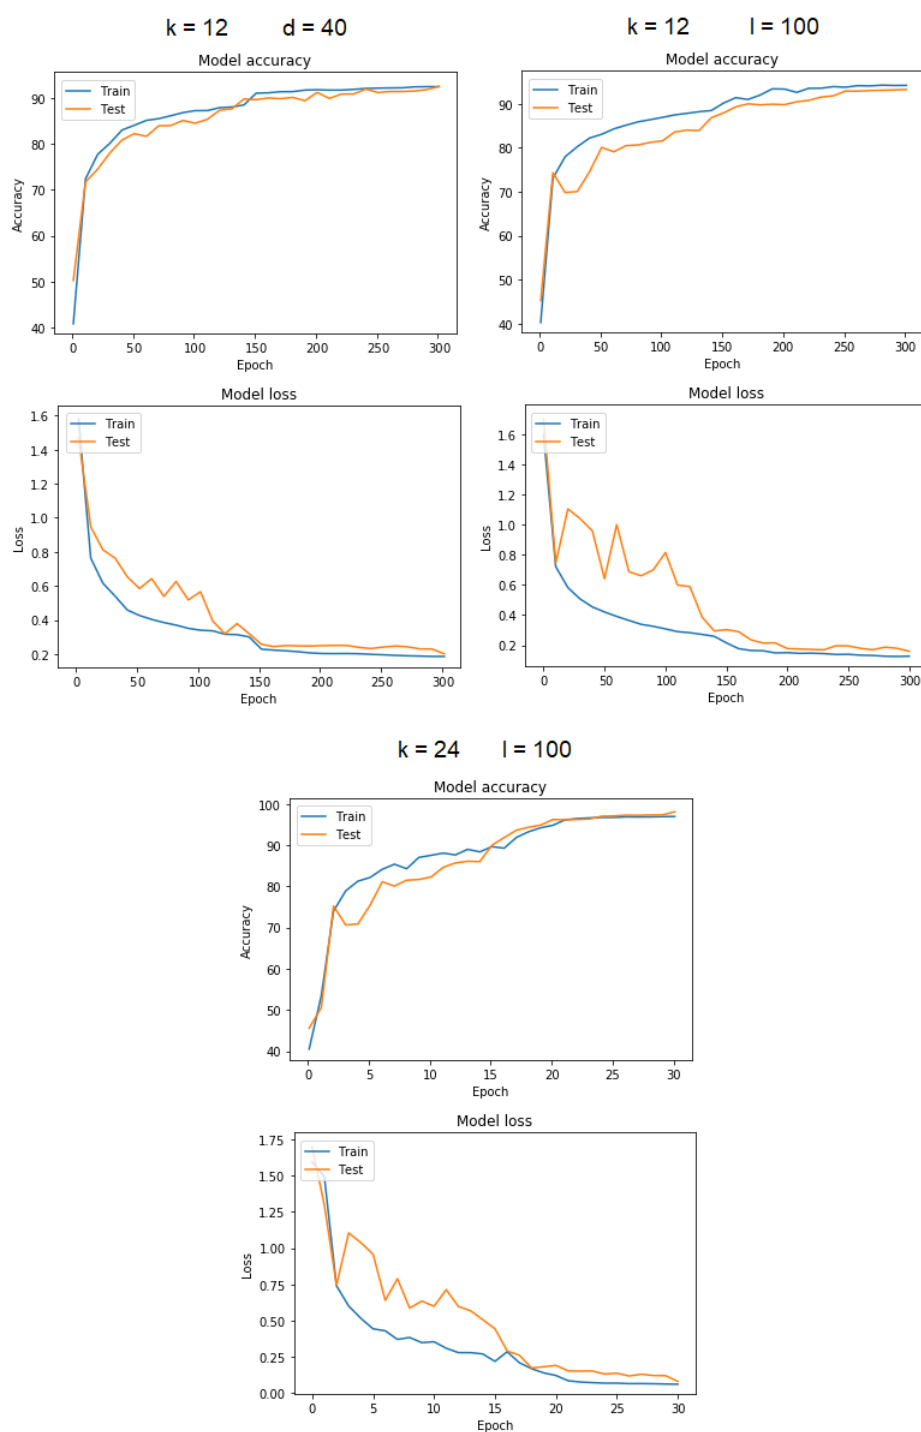 k = 12 d = 40
Model accuracy
Train
Test
Accuracy
90
80
70
60
50
40
0 50 100 150 200 250 300
Epoch
Model loss
Train
Test
Loss
1.6
1.4
1.2
1.0
0.8
0.6
0.4
0.2
0 50 100 150 200 250 300
k = 12 l = 100
Model accuracy
Train
Test
Accuracy
90
80
70
60
50
40
0 50 100 150 200 250 300
Epoch
Model loss
Train
Test
Loss
1.6
1.4
1.2
1.0
0.8
0.6
0.4
0.2
0 50 100 150 200 250 300
k = 24 l = 100
Model accuracy
Train
Test
Accuracy
100
90
80
70
60
50
40
0 5 10 15 20 25 30
Epoch
Model loss
Train
Test
Loss
1.75
1.50
1.25
1.00
0.75
0.50
0.25
0.00
0 5 10 15 20 25 30
Epoch